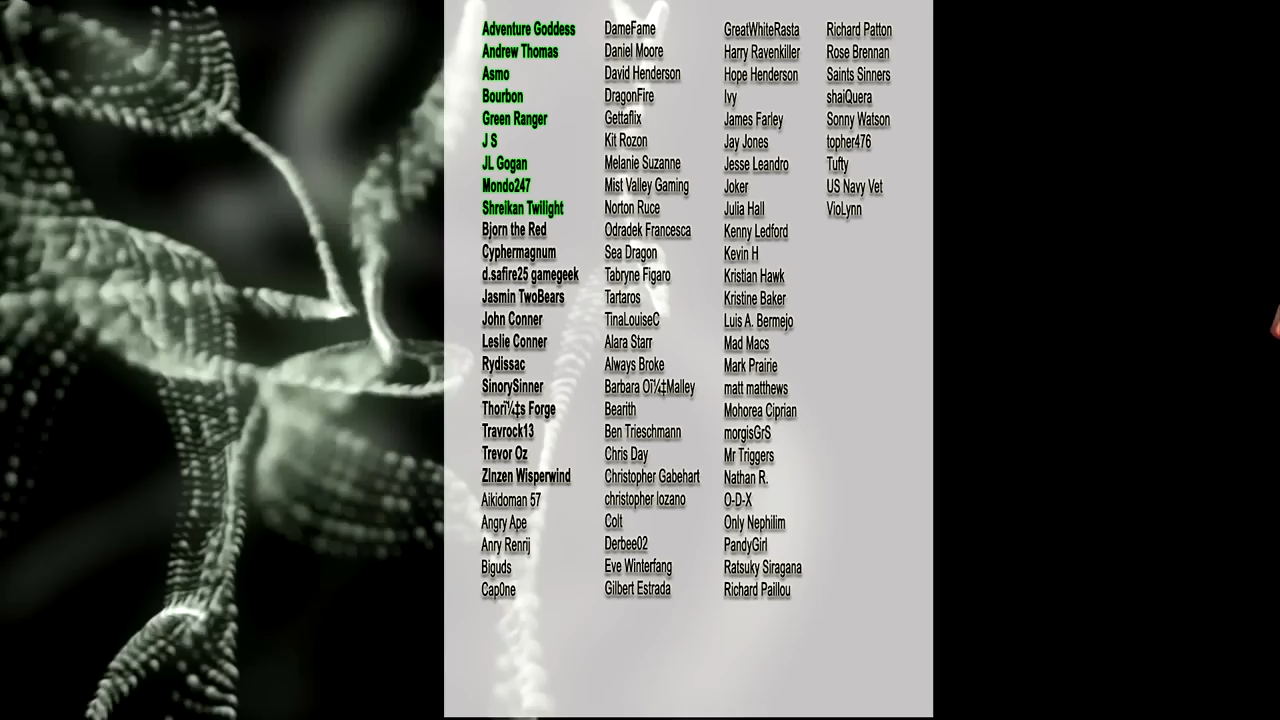 Adventure Goddess
Andrew Thomas
Asmo
Bourbon
Green Ranger
J S
JL Gogan
Mondo247
Shreikan Twilight
Bjorn the Red
Cyphermagnum
d.safire25 gamegeek
Jasmin TwoBears
John Conner
Leslie Conner
Rydissac
SinorySinner
Thorï¼‡s Forge
Travrock13
Trevor Oz
ZInzen Wisperwind
Aikidoman 57
Angry Ape
Anry Renrij
Biguds
Cap0ne
DameFame
Daniel Moore
David Henderson
DragonFire
Gettaflix
Kit Rozon
Melanie Suzanne
Mist Valley Gaming
Norton Ruce
Odradek Francesca
Sea Dragon
Tabryne Figaro
Tartaros
TinaLouiseC
Alara Starr
Always Broke
Barbara Oï¼‡Malley
Bearith
Ben Trieschmann
Chris Day
Christopher Gabehart
christopher lozano
Colt
Derbee02
Eve Winterfang
Gilbert Estrada
GreatWhiteRasta
Harry Ravenkiller
Hope Henderson
Ivy
James Farley
Jay Jones
Jesse Leandro
Joker
Julia Hall
Kenny Ledford
Kevin H
Kristian Hawk
Kristine Baker
Luis A. Bermejo
Mad Macs
Mark Prairie
matt matthews
Mohorea Ciprian
morgisGrS
Mr Triggers
Nathan R.
O-D-X
Only Nephilim
PandyGirl
Ratsuky Siragana
Richard Paillou
Richard Patton
Rose Brennan
Saints Sinners
shaiQuera
Sonny Watson
topher476
Tufty
US Navy Vet
VioLynn